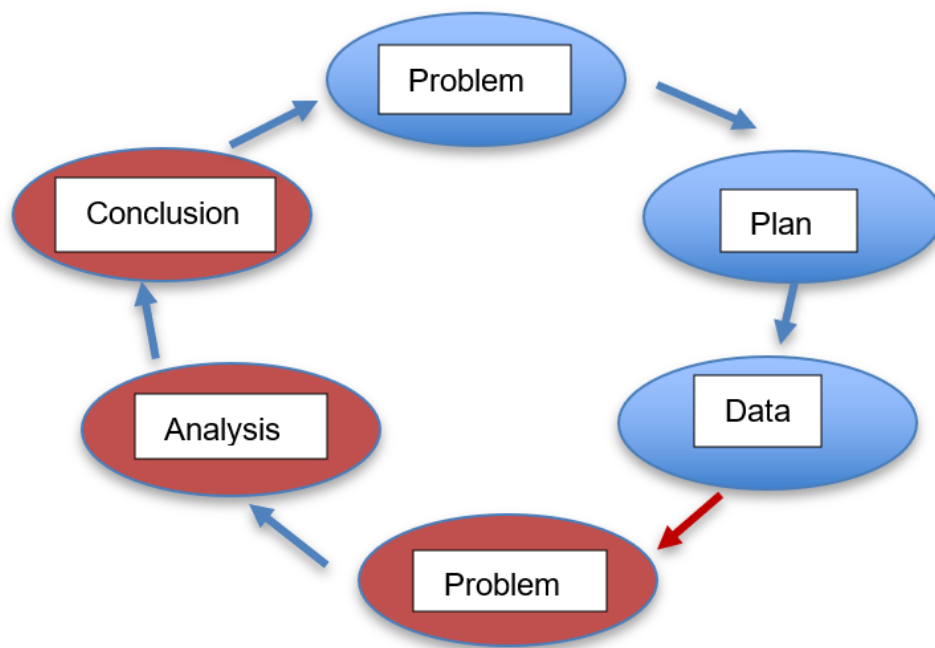 Problem
Plan
Data
Problem
Analysis
Conclusion